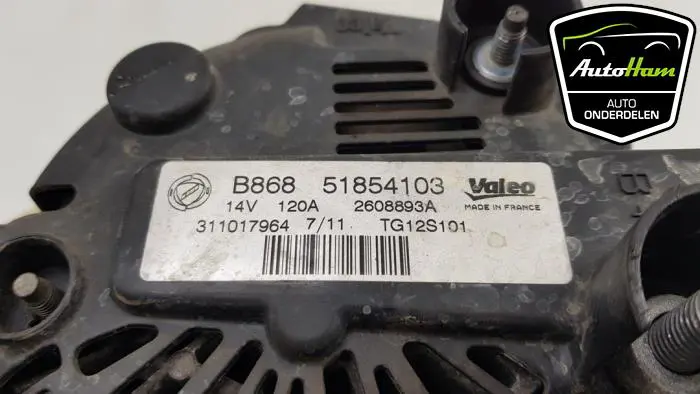 AutoHam
AUTO
ONDERDELEN
B868 51854103 Valeo
14V 120A 2608893A MADE IN FRANCE
311017964 7/11 TG12S101